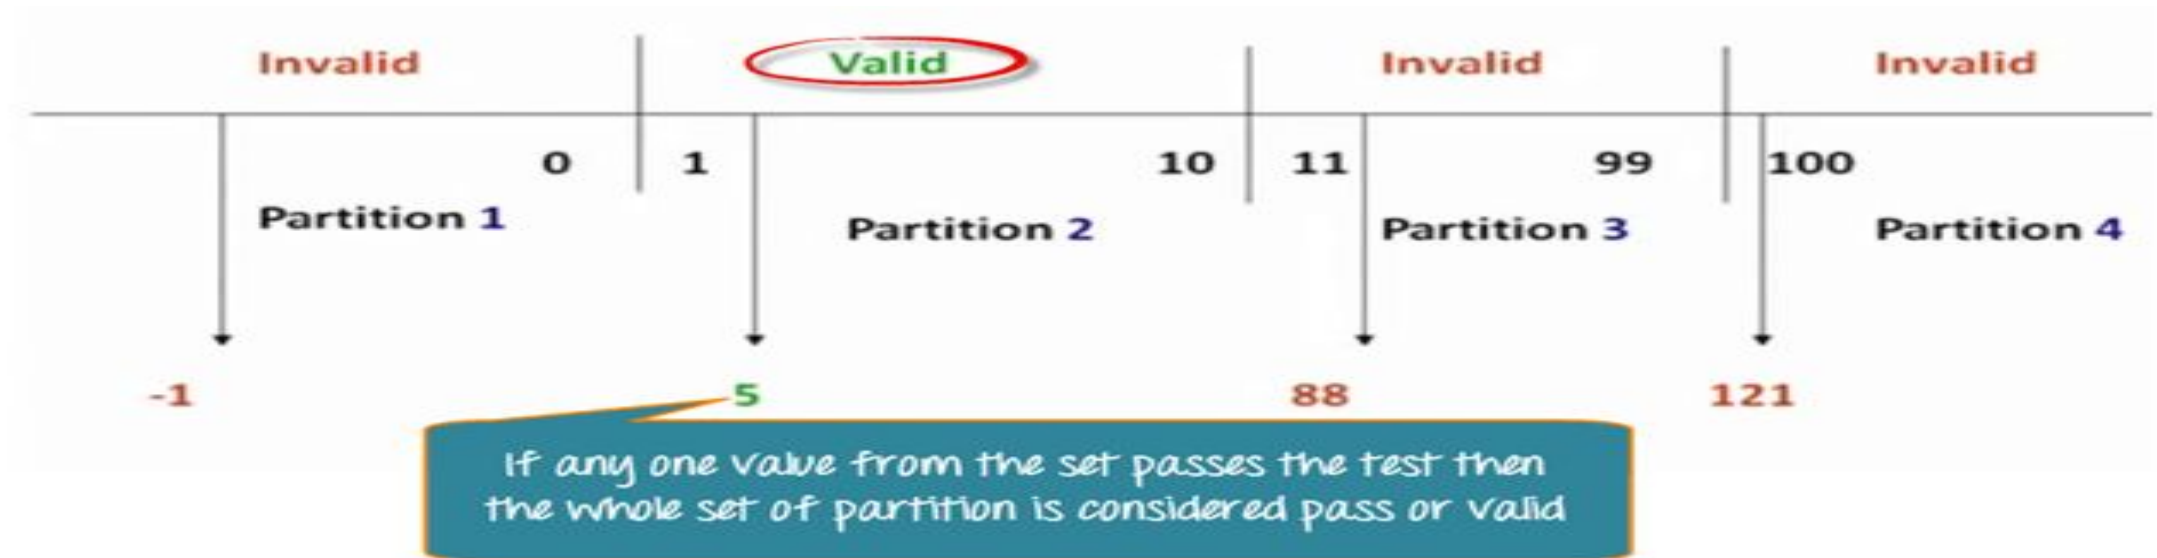 Invalid Valid Invalid Invalid
0 1 10 11 99 100
Partition 1 Partition 2 Partition 3 Partition 4
-1 5 88 121
If any one value from the set passes the test then
the whole set of partition is considered pass or valid